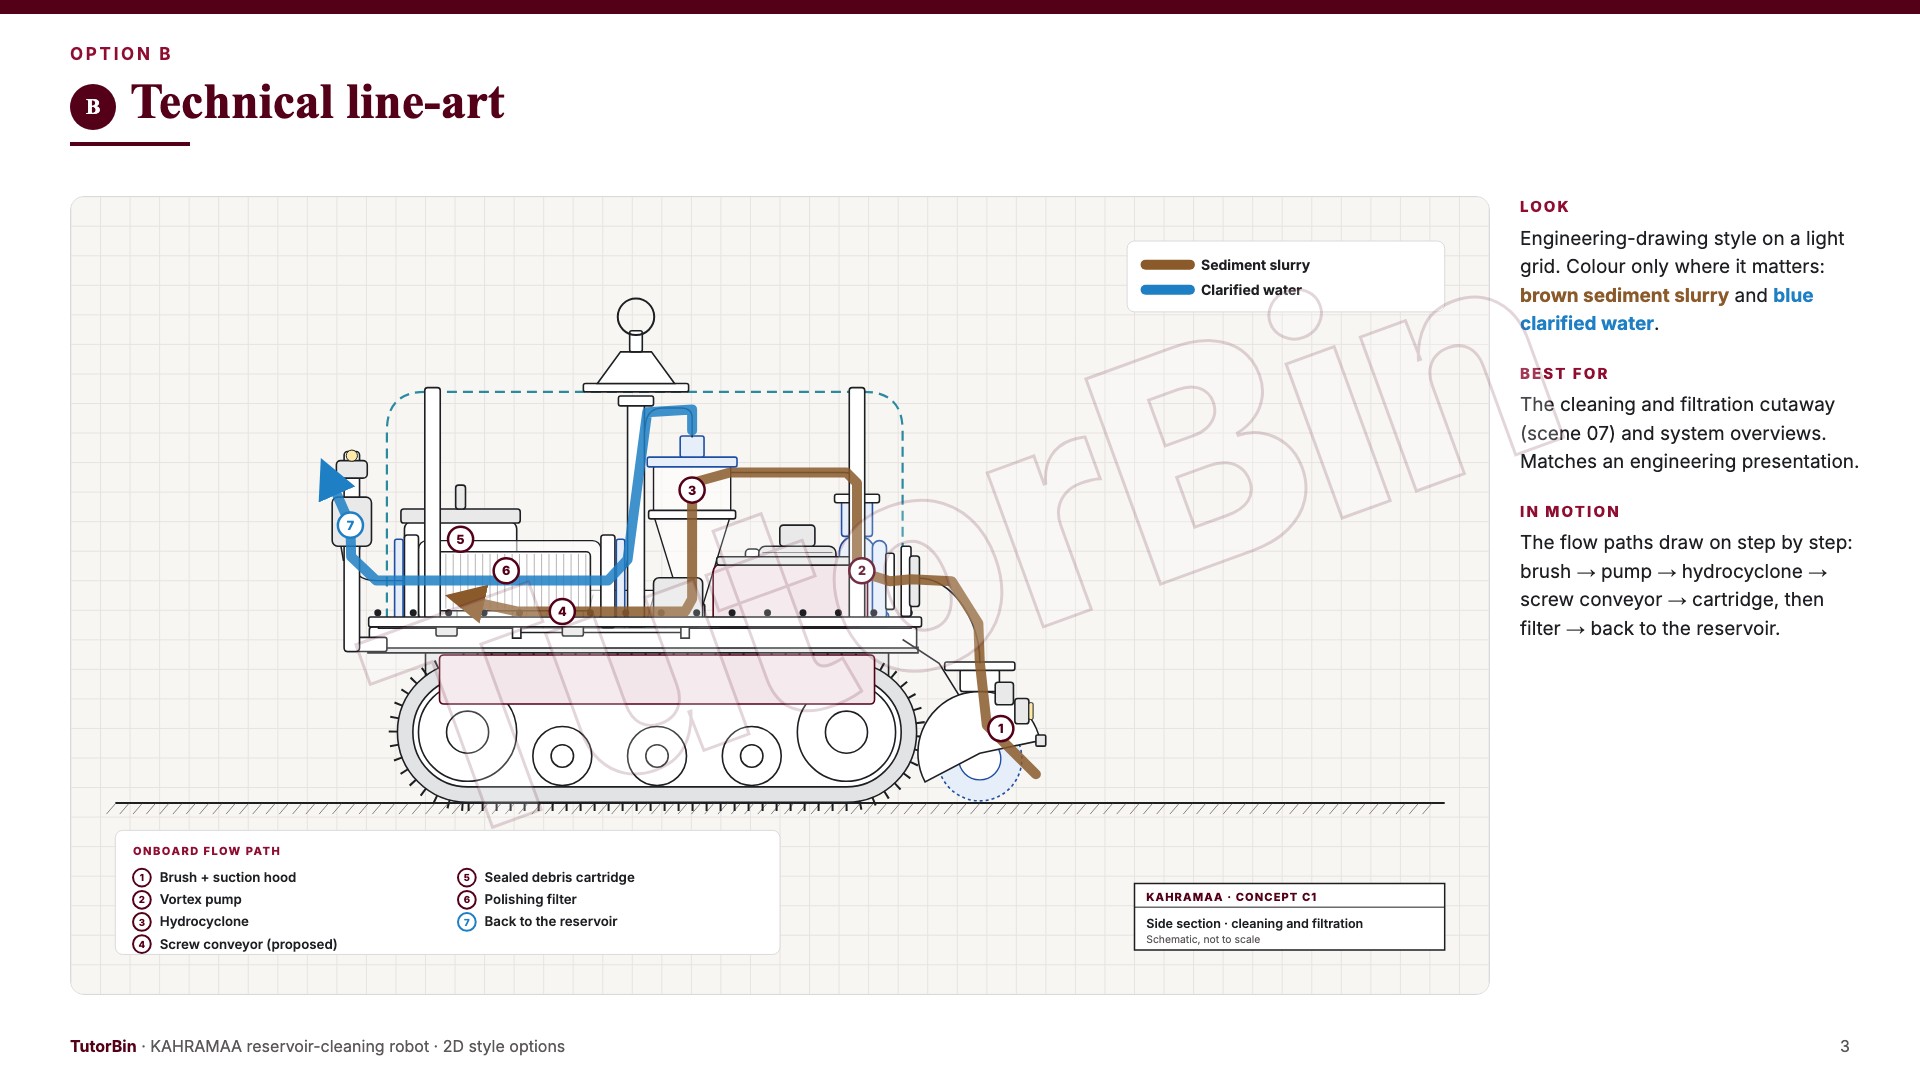 OPTION B
B Technical line-art
Sediment slurry
Clarified water
3
7
5
6
2
4
1
ONBOARD FLOW PATH
1 Brush + suction hood
2 Vortex pump
3 Hydrocyclone
4 Screw conveyor (proposed)
5 Sealed debris cartridge
6 Polishing filter
7 Back to the reservoir
KAHRAMAA · CONCEPT C1
Side section · cleaning and filtration
Schematic, not to scale
LOOK
Engineering-drawing style on a light
grid. Colour only where it matters:
brown sediment slurry and blue
clarified water.
BEST FOR
The cleaning and filtration cutaway
(scene 07) and system overviews.
Matches an engineering presentation.
IN MOTION
The flow paths draw on step by step:
brush → pump → hydrocyclone →
screw conveyor → cartridge, then
filter → back to the reservoir.
TutorBin
TutorBin · KAHRAMAA reservoir-cleaning robot · 2D style options
3